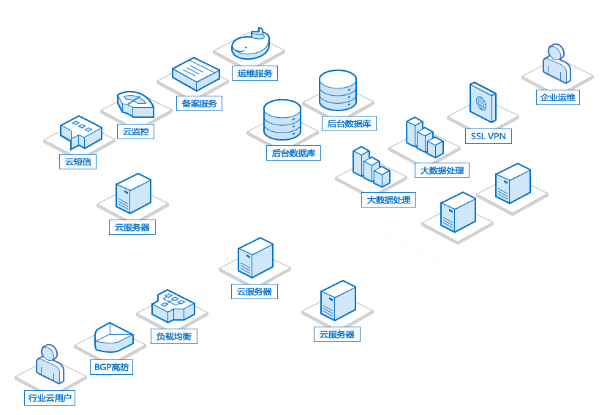 运维服务
企业运维
备案服务
后台数据库
云监控
SSL VPN
后台数据库
云短信
大数据处理
大数据处理
云服务器
云服务器
云服务器
负载均衡
BGP高防
行业云用户